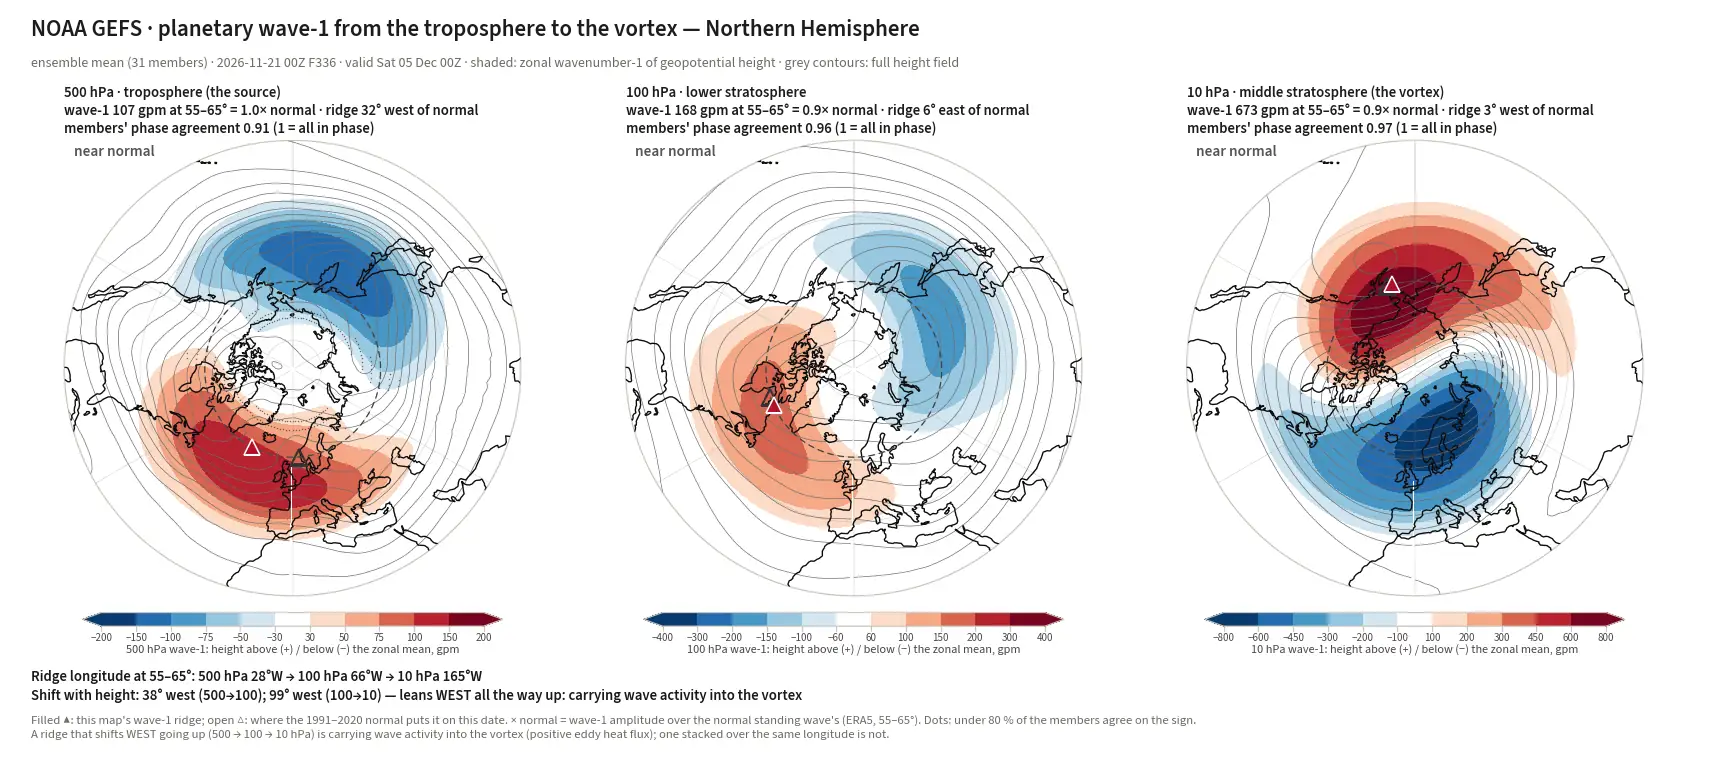 NOAA GEFS · planetary wave-1 from the troposphere to the vortex — Northern Hemisphere
ensemble mean (31 members) · 2026-11-21 00Z F336 · valid Sat 05 Dec 00Z · shaded: zonal wavenumber-1 of geopotential height · grey contours: full height field
500 hPa · troposphere (the source)
wave-1 107 gpm at 55–65° = 1.0× normal · ridge 32° west of normal
members' phase agreement 0.91 (1 = all in phase)
near normal
100 hPa · lower stratosphere
wave-1 168 gpm at 55–65° = 0.9× normal · ridge 6° east of normal
members' phase agreement 0.96 (1 = all in phase)
near normal
10 hPa · middle stratosphere (the vortex)
wave-1 673 gpm at 55–65° = 0.9× normal · ridge 3° west of normal
members' phase agreement 0.97 (1 = all in phase)
near normal
−200 −150 −100 −75 −50 −30 30 50 75 100 150 200
500 hPa wave-1: height above (+) / below (−) the zonal mean, gpm
−400 −300 −200 −150 −100 −60 60 100 150 200 300 400
100 hPa wave-1: height above (+) / below (−) the zonal mean, gpm
−800 −600 −450 −300 −200 −100 100 200 300 450 600 800
10 hPa wave-1: height above (+) / below (−) the zonal mean, gpm
Ridge longitude at 55–65°: 500 hPa 28°W → 100 hPa 66°W → 10 hPa 165°W
Shift with height: 38° west (500→100); 99° west (100→10) — leans WEST all the way up: carrying wave activity into the vortex
Filled ▲: this map's wave-1 ridge; open △: where the 1991–2020 normal puts it on this date. × normal = wave-1 amplitude over the normal standing wave's (ERA5, 55–65°). Dots: under 80 % of the members agree on the sign.
A ridge that shifts WEST going up (500 → 100 → 10 hPa) is carrying wave activity into the vortex (positive eddy heat flux); one stacked over the same longitude is not.